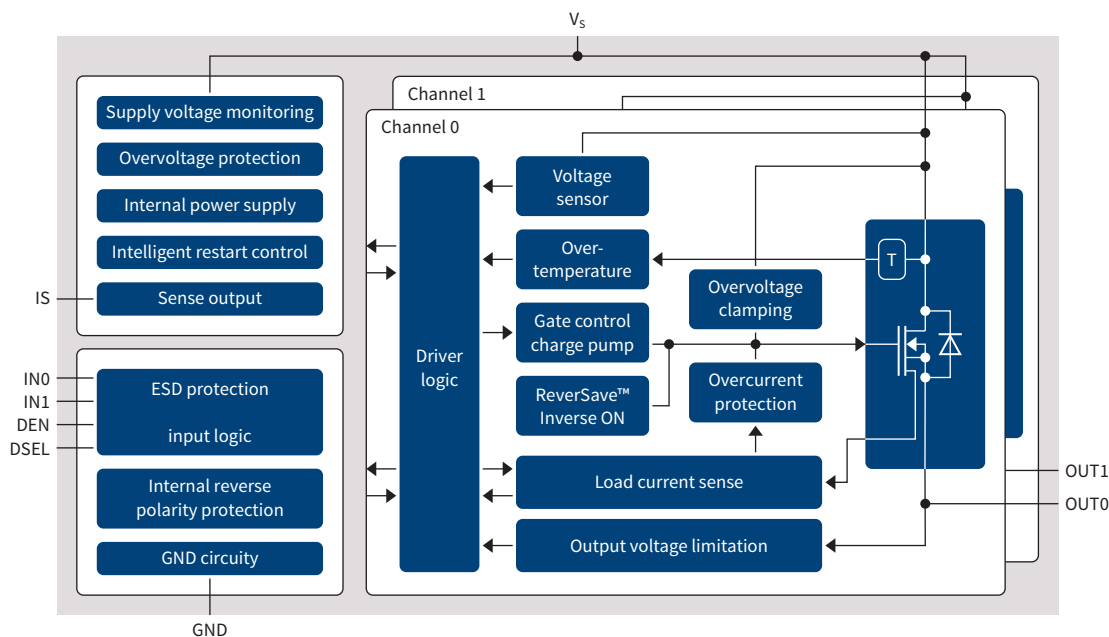 VS
Supply voltage monitoring
Overvoltage protection
Internal power supply
Intelligent restart control
Sense output
IS
IN0
IN1
DEN
DSEL
ESD protection
input logic
Internal reverse
polarity protection
GND circuity
GND
Channel 1
Channel 0
Driver
logic
Voltage
sensor
Over-
temperature
Gate control
charge pump
ReverSave™
Inverse ON
Overvoltage
clamping
Overcurrent
protection
Load current sense
Output voltage limitation
T
OUT1
OUT0